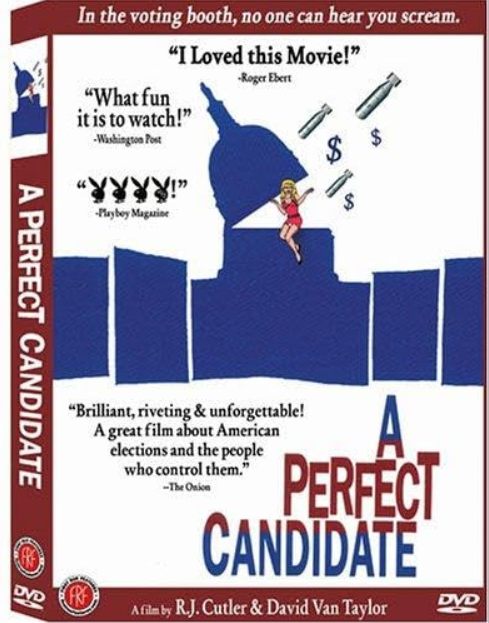 In the voting booth, no one can hear you scream.
“I Loved this Movie!”
-Roger Ebert
“What fun
it is to watch!”
-Washington Post
“ !”
-Playboy Magazine
$
$
$
“Brilliant, riveting & unforgettable!
A great film about American
elections and the people
who control them.”
–The Onion
A
PERFECT
CANDIDATE
A film by R.J. Cutler & David Van Taylor
DVD
A PERFECT CANDIDATE
FRF
DVD
FRF